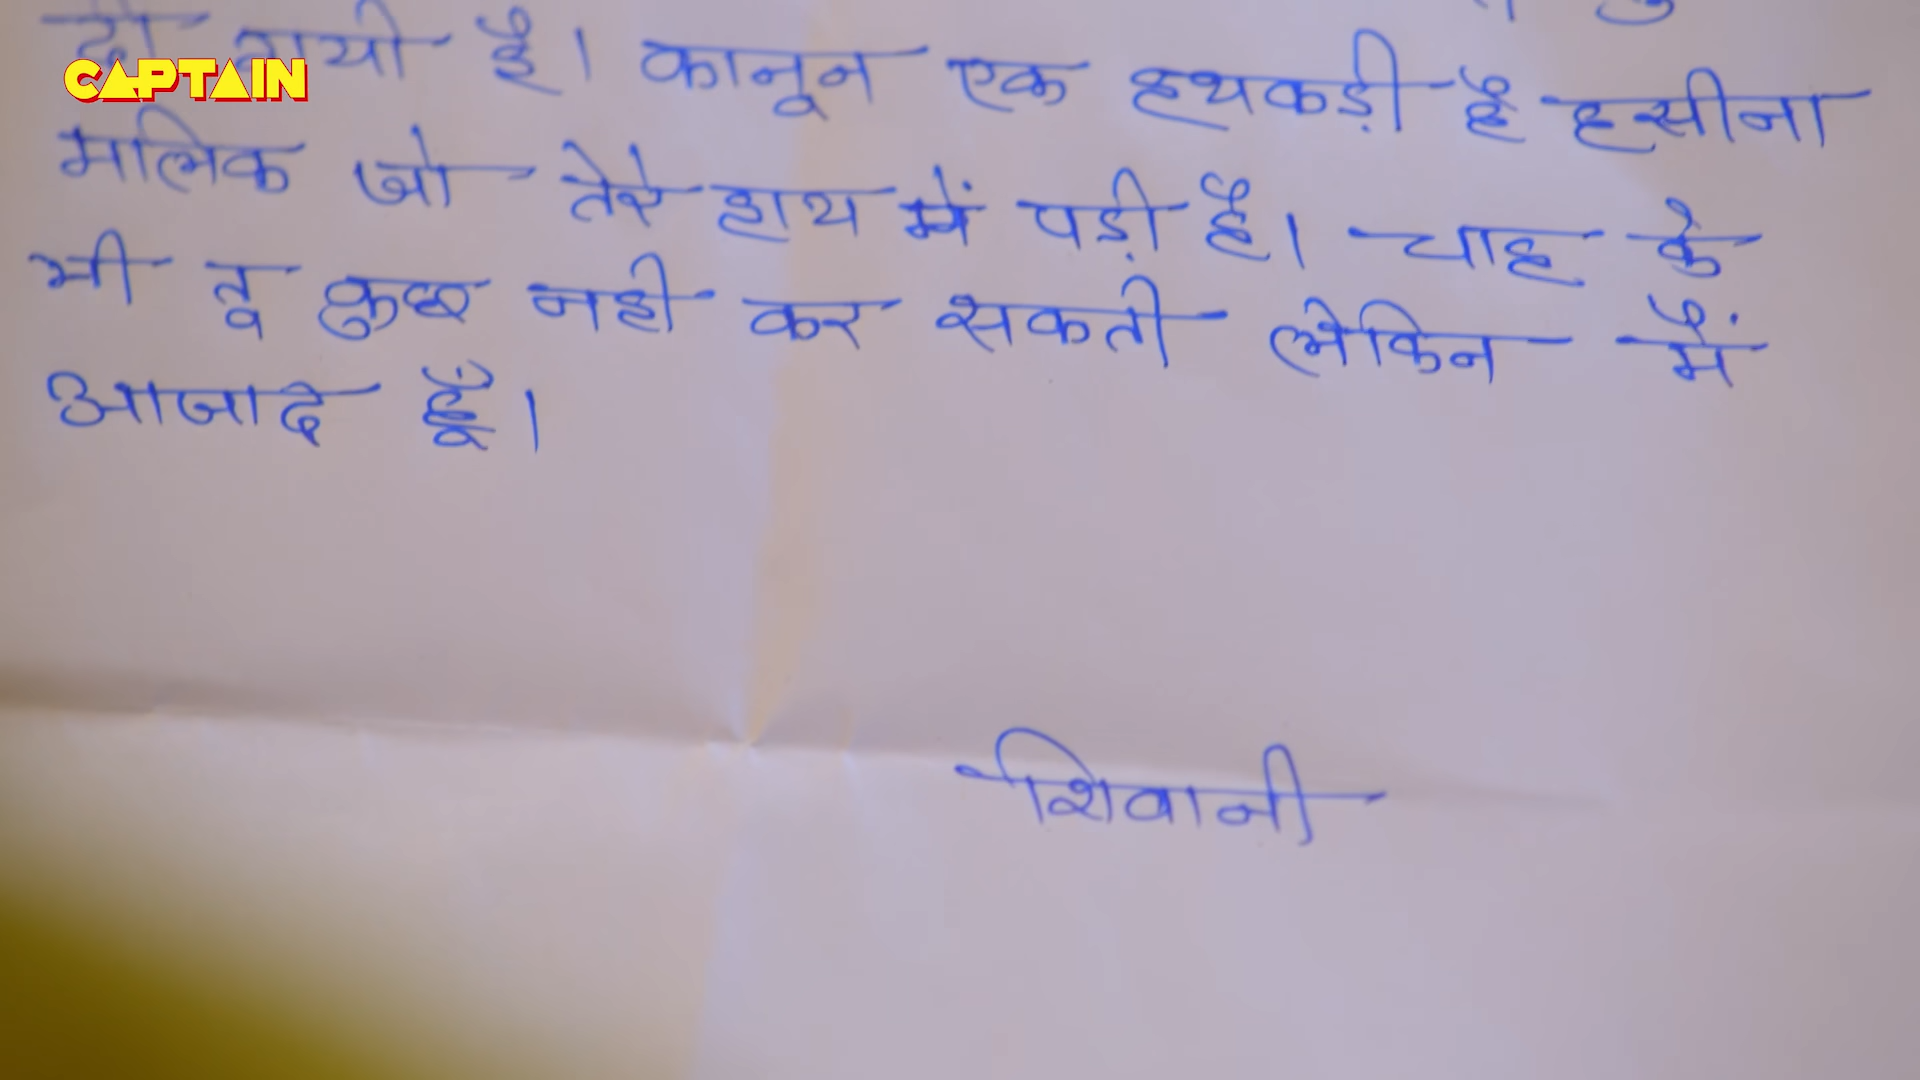 गयी है। कानून एक हथकड़ी है हसीना
CAPTAIN
मलिक जो तेरे हाथ में पड़ी है। चाह के
भी तू कुछ नही कर सकती लेकिन मैं
आजाद हूँ।
शिवानी